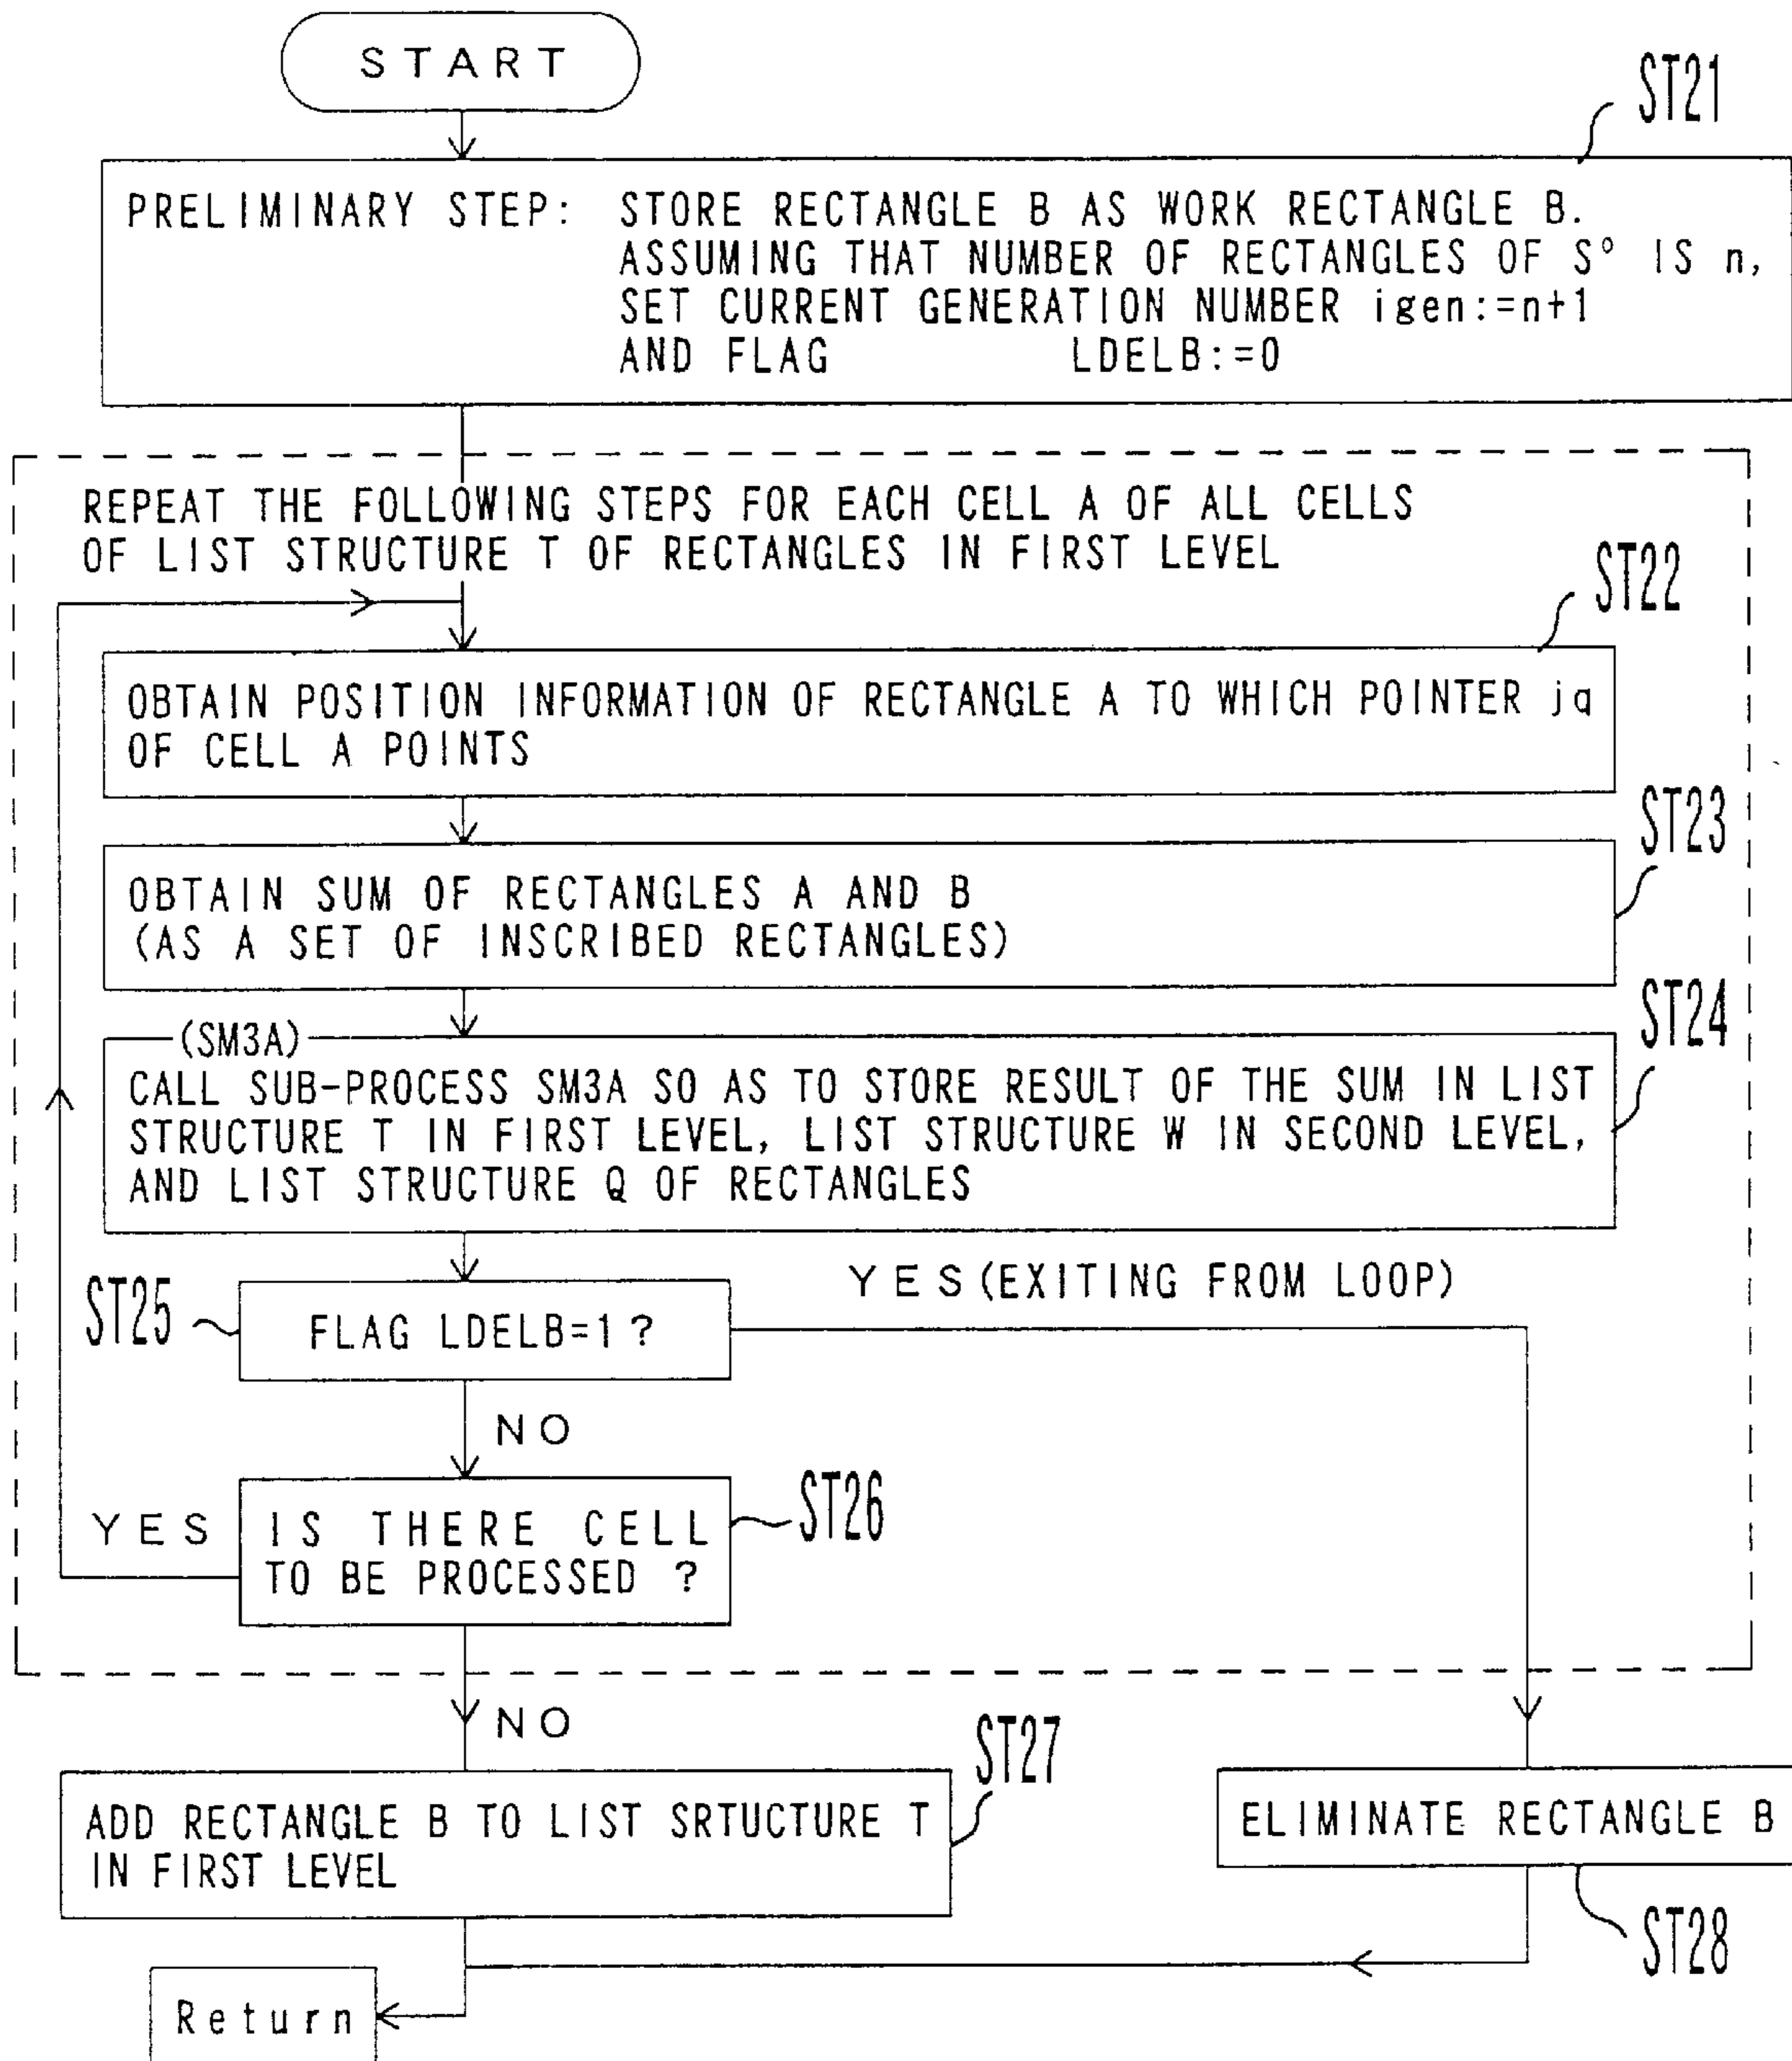 START
ST21
PRELIMINARY STEP: STORE RECTANGLE B AS WORK RECTANGLE B.
ASSUMING THAT NUMBER OF RECTANGLES OF S° IS n,
SET CURRENT GENERATION NUMBER igen:=n+1
AND FLAG LDELB:=0
REPEAT THE FOLLOWING STEPS FOR EACH CELL A OF ALL CELLS
OF LIST STRUCTURE T OF RECTANGLES IN FIRST LEVEL
ST22
OBTAIN POSITION INFORMATION OF RECTANGLE A TO WHICH POINTER jq
OF CELL A POINTS
ST23
OBTAIN SUM OF RECTANGLES A AND B
(AS A SET OF INSCRIBED RECTANGLES)
ST24
(SM3A)
CALL SUB-PROCESS SM3A SO AS TO STORE RESULT OF THE SUM IN LIST
STRUCTURE T IN FIRST LEVEL, LIST STRUCTURE W IN SECOND LEVEL,
AND LIST STRUCTURE Q OF RECTANGLES
ST25
FLAG LDELB=1?
YES (EXITING FROM LOOP)
NO
YES
IS THERE CELL
TO BE PROCESSED ?
ST26
NO
ST27
ADD RECTANGLE B TO LIST SRTUCTURE T
IN FIRST LEVEL
ELIMINATE RECTANGLE B
ST28
Return